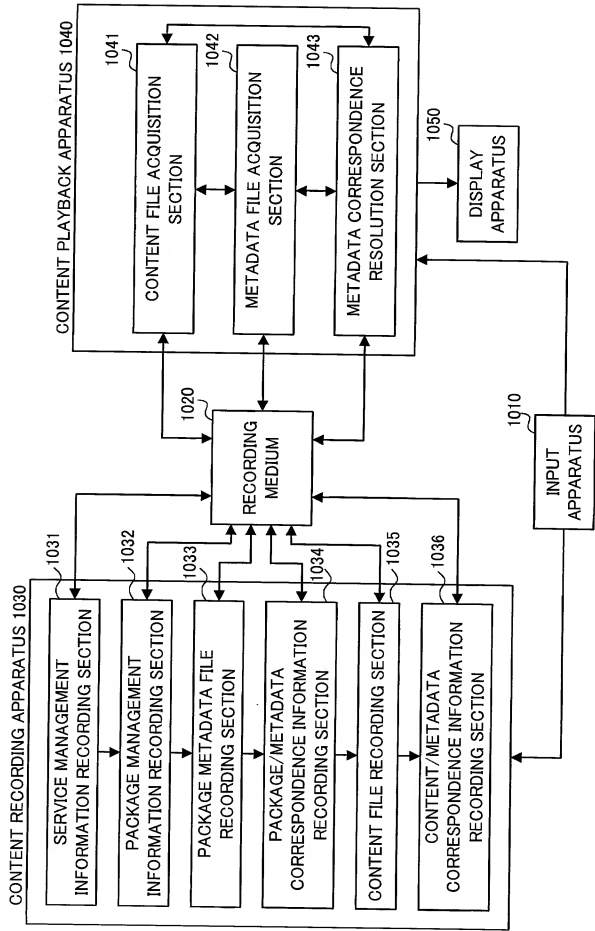 CONTENT RECORDING APPARATUS 1030
1031
SERVICE MANAGEMENT
INFORMATION RECORDING SECTION
1032
PACKAGE MANAGEMENT
INFORMATION RECORDING SECTION
1033
PACKAGE METADATA FILE
RECORDING SECTION
1034
PACKAGE/METADATA
CORRESPONDENCE INFORMATION
RECORDING SECTION
1035
CONTENT FILE RECORDING SECTION
1036
CONTENT/METADATA
CORRESPONDENCE INFORMATION
RECORDING SECTION
1020
RECORDING
MEDIUM
1010
INPUT
APPARATUS
CONTENT PLAYBACK APPARATUS 1040
1041
CONTENT FILE ACQUISITION
SECTION
1042
METADATA FILE ACQUISITION
SECTION
1043
METADATA CORRESPONDENCE
RESOLUTION SECTION
1050
DISPLAY
APPARATUS